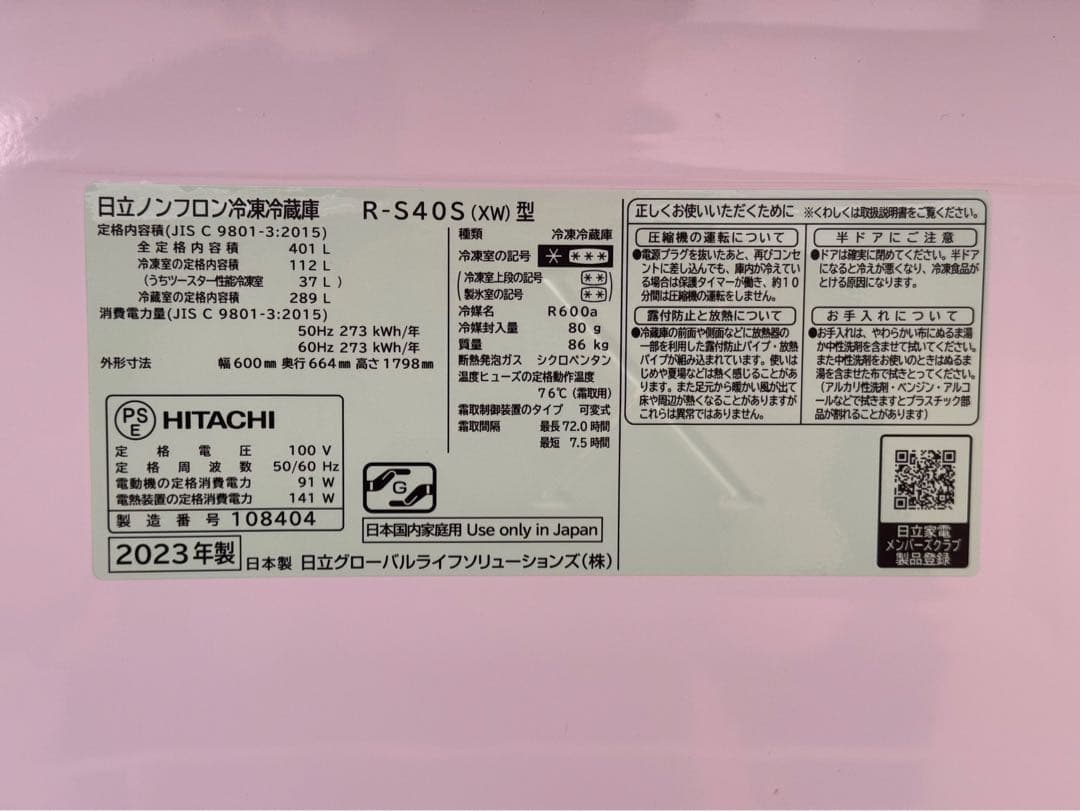 日立ノンフロン冷凍冷蔵庫 R-S40S(XW)型
定格内容積(JIS C 9801-3:2015)
全定格内容積 401 L
冷凍室の定格内容積 112 L
(うちツースター性能冷凍室 37 L )
冷蔵室の定格内容積 289 L
消費電力量(JIS C 9801-3:2015)
50Hz 273 kWh/年
60Hz 273 kWh/年
外形寸法 幅600mm 奥行664mm 高さ1798mm
PS
E
HITACHI
定格電圧 100 V
定格周波数 50/60 Hz
電動機の定格消費電力 91 W
電熱装置の定格消費電力 141 W
製造番号 108404
2023年製 日本製 日立グローバルライフソリューションズ(株)
種類 冷凍冷蔵庫
冷凍室の記号 * ***
(冷凍室上段の記号 **)
(製氷室の記号 **)
冷媒名 R600a
冷媒封入量 80 g
質量 86 kg
断熱発泡ガス シクロペンタン
温度ヒューズの定格動作温度
76℃(霜取用)
霜取制御装置のタイプ 可変式
霜取間隔 最長72.0時間
最短 7.5時間
G
日本国内家庭用 Use only in Japan
正しくお使いいただくために ※くわしくは取扱説明書をご覧ください。
圧縮機の運転について
●電源プラグを抜いたあと、再びコンセ
ントに差し込んでも、庫内が冷えてい
る場合は保護タイマーが働き、約10
分間は圧縮機の運転をしません。
露付防止と放熱について
●冷蔵庫の前面や側面などに放熱器の
一部を利用した露付防止パイプ・放熱
パイプが組み込まれています。使いは
じめや夏場などは熱く感じることがあ
ります。また足元から暖かい風が出て
床や周辺が熱くなることがありますが
これらは異常ではありません。
半ドアにご注意
●ドアは確実に閉めてください。半ドア
になると冷えが悪くなり、冷凍食品が
とける原因になります。
お手入れについて
●お手入れは、やわらかい布にぬるま湯
か中性洗剤を含ませて拭いてください。
また中性洗剤をお使いのときはぬるま
湯を含ませた布で拭きとってください。
(アルカリ性洗剤・ベンジン・アルコ
ールなどで拭きますとプラスチック部
品が割れることがあります)
日立家電
メンバーズクラブ
製品登録